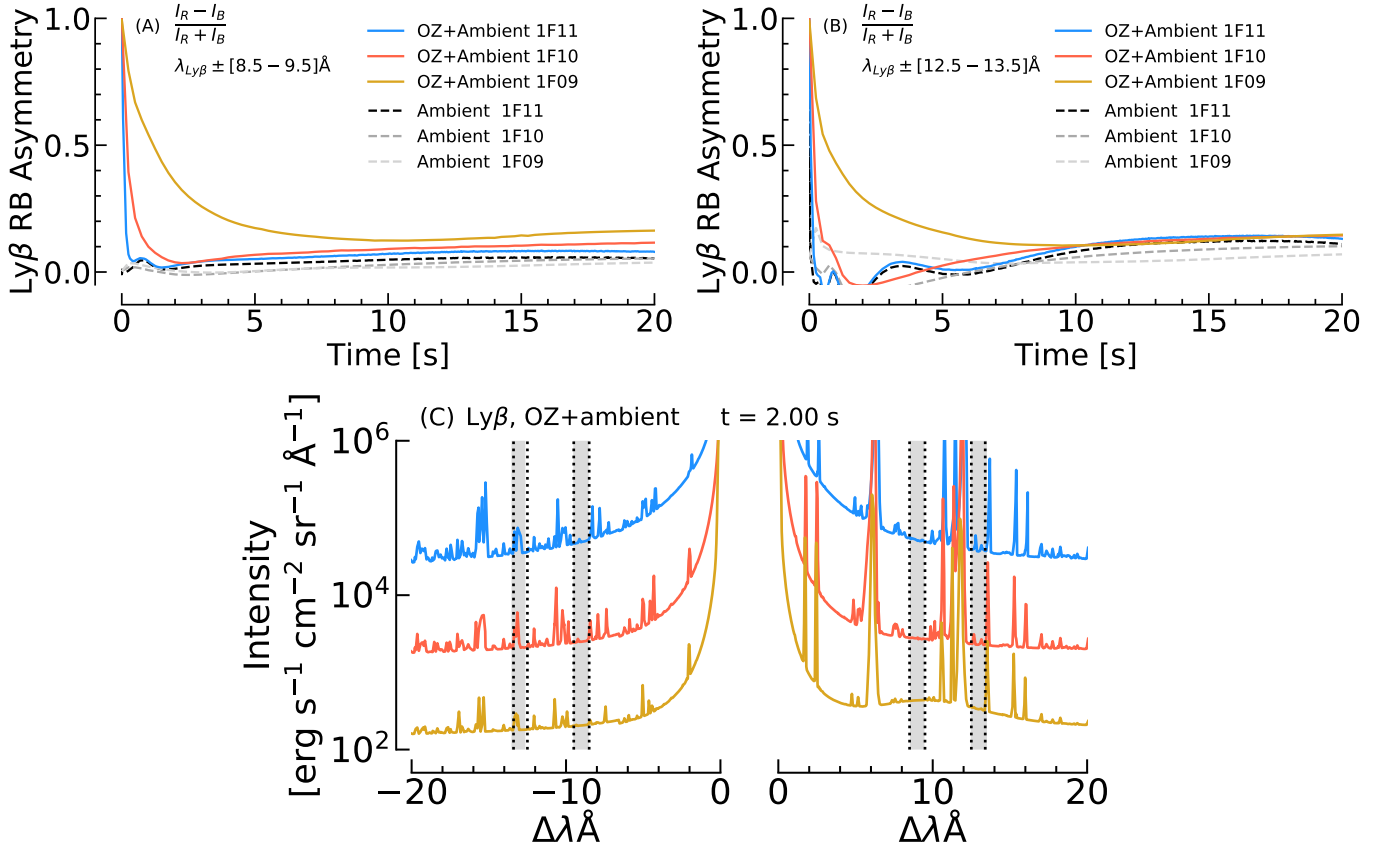 Lyβ RB Asymmetry
1.0
0.5
0.0
(A)
I_R − I_B
I_R + I_B
λ_Lyβ ± [8.5 − 9.5]Å
OZ+Ambient 1F11
OZ+Ambient 1F10
OZ+Ambient 1F09
Ambient 1F11
Ambient 1F10
Ambient 1F09
0 5 10 15 20
Time [s]
Lyβ RB Asymmetry
1.0
0.5
0.0
(B)
I_R − I_B
I_R + I_B
λ_Lyβ ± [12.5 − 13.5]Å
OZ+Ambient 1F11
OZ+Ambient 1F10
OZ+Ambient 1F09
Ambient 1F11
Ambient 1F10
Ambient 1F09
0 5 10 15 20
Time [s]
(C) Lyβ, OZ+ambient t = 2.00 s
Intensity
[erg s⁻¹ cm⁻² sr⁻¹ Å⁻¹]
10⁶
10⁴
10²
−20 −10 0
ΔλÅ
0 10 20
ΔλÅ